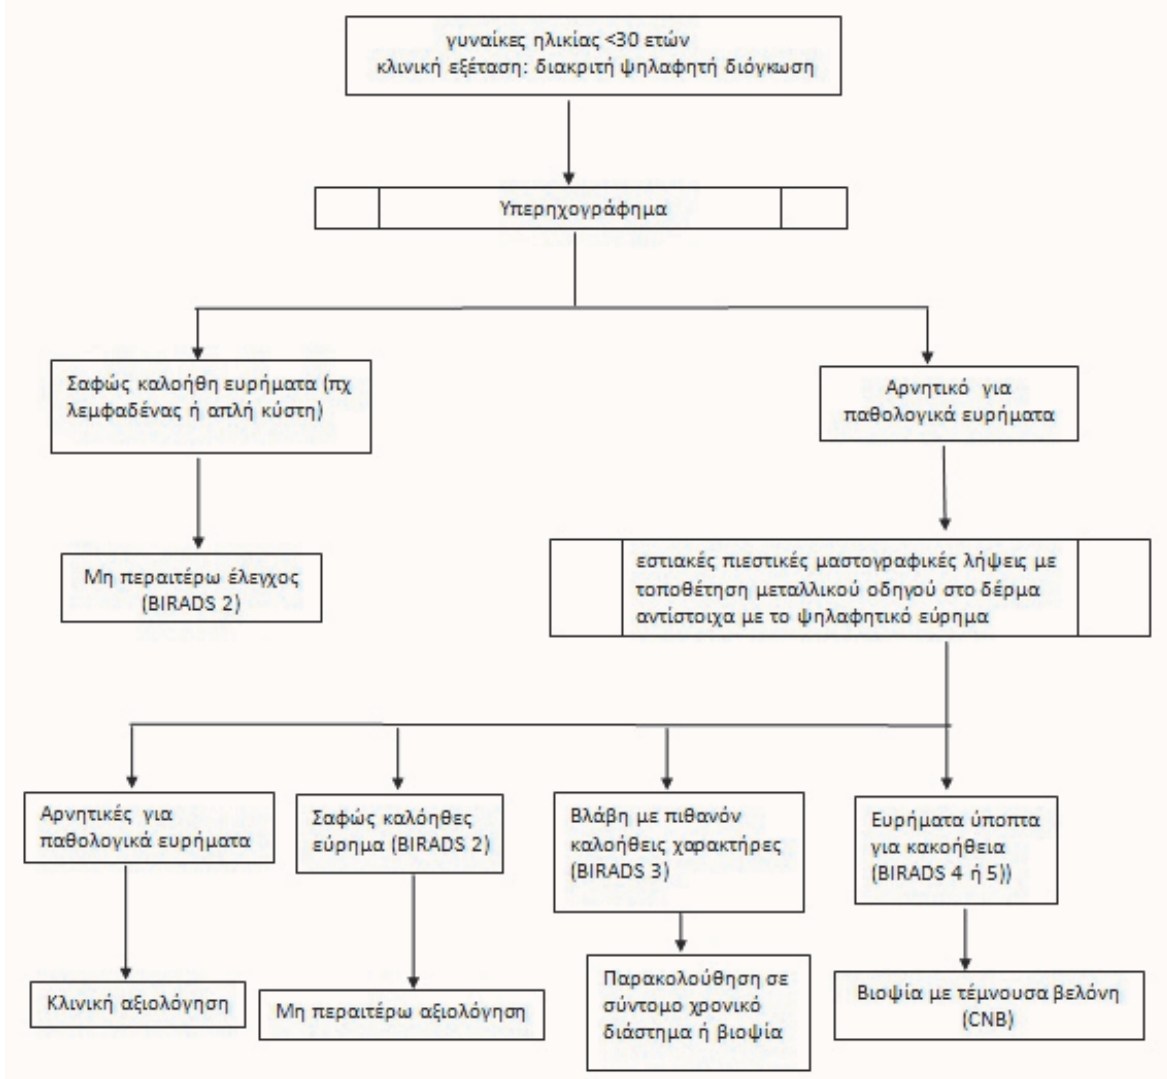 γυναίκες ηλικίας <30 ετών
κλινική εξέταση: διακριτή ψηλαφητή διόγκωση
Υπερηχογράφημα
Σαφώς καλοήθη ευρήματα (πχ
λεμφαδένας ή απλή κύστη)
Αρνητικό για
παθολογικά ευρήματα
Μη περαιτέρω έλεγχος
(BIRADS 2)
εστιακές πιεστικές μαστογραφικές λήψεις με
τοποθέτηση μεταλλικού οδηγού στο δέρμα
αντίστοιχα με το ψηλαφητικό εύρημα
Αρνητικές για
παθολογικά ευρήματα
Σαφώς καλόηθες
εύρημα (BIRADS 2)
Βλάβη με πιθανόν
καλοήθεις χαρακτήρες
(BIRADS 3)
Ευρήματα ύποπτα
για κακοήθεια
(BIRADS 4 ή 5))
Κλινική αξιολόγηση
Μη περαιτέρω αξιολόγηση
Παρακολούθηση σε
σύντομο χρονικό
διάστημα ή βιοψία
Βιοψία με τέμνουσα βελόνη
(CNB)